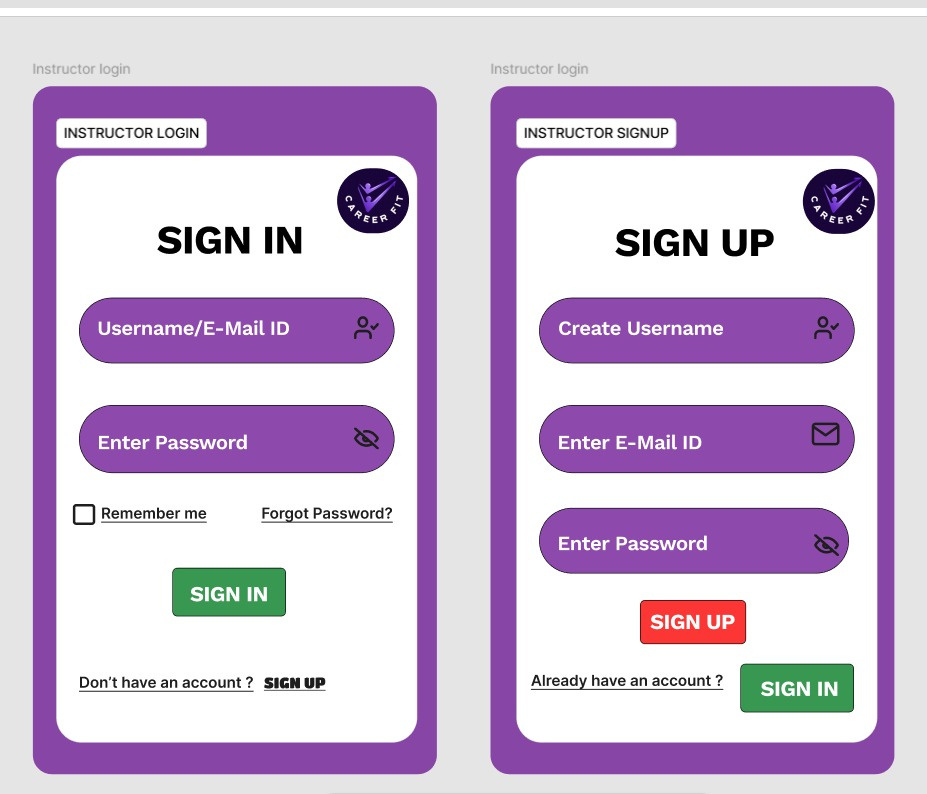 Instructor login
INSTRUCTOR LOGIN
CAREER FIT
SIGN IN
Username/E-Mail ID
Enter Password
Remember me
Forgot Password?
SIGN IN
Don't have an account ? SIGN UP
Instructor login
INSTRUCTOR SIGNUP
CAREER FIT
SIGN UP
Create Username
Enter E-Mail ID
Enter Password
SIGN UP
Already have an account ?
SIGN IN